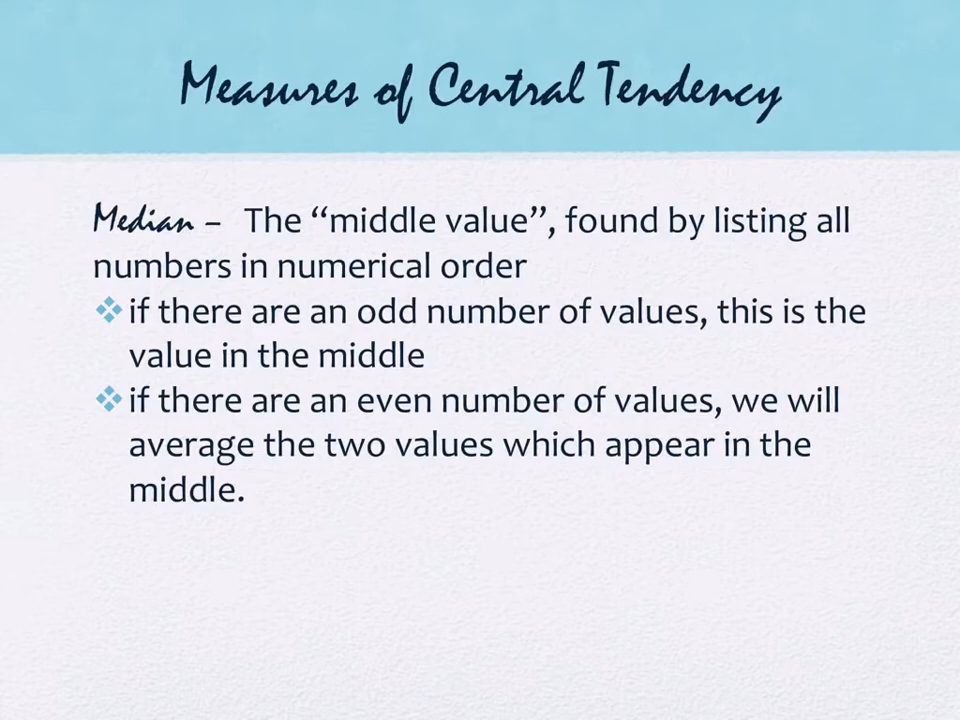 Measures of Central Tendency
Median – The “middle value”, found by listing all
numbers in numerical order
❖if there are an odd number of values, this is the
value in the middle
❖if there are an even number of values, we will
average the two values which appear in the
middle.